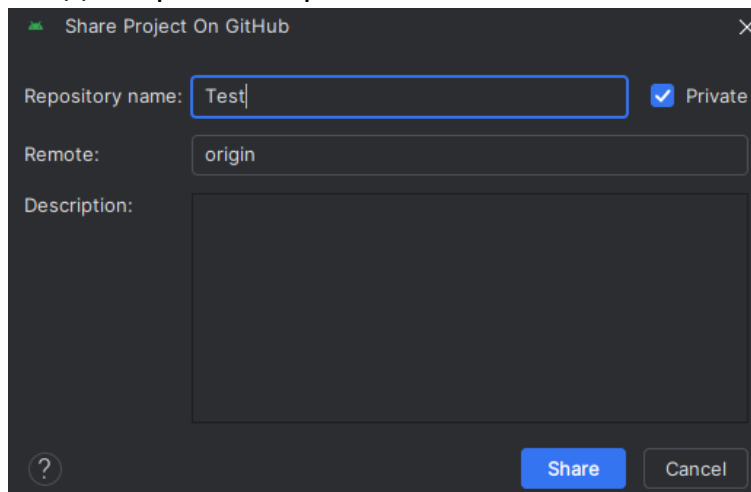 Share Project On GitHub
Repository name: Test Private
Remote: origin
Description:
? Share Cancel